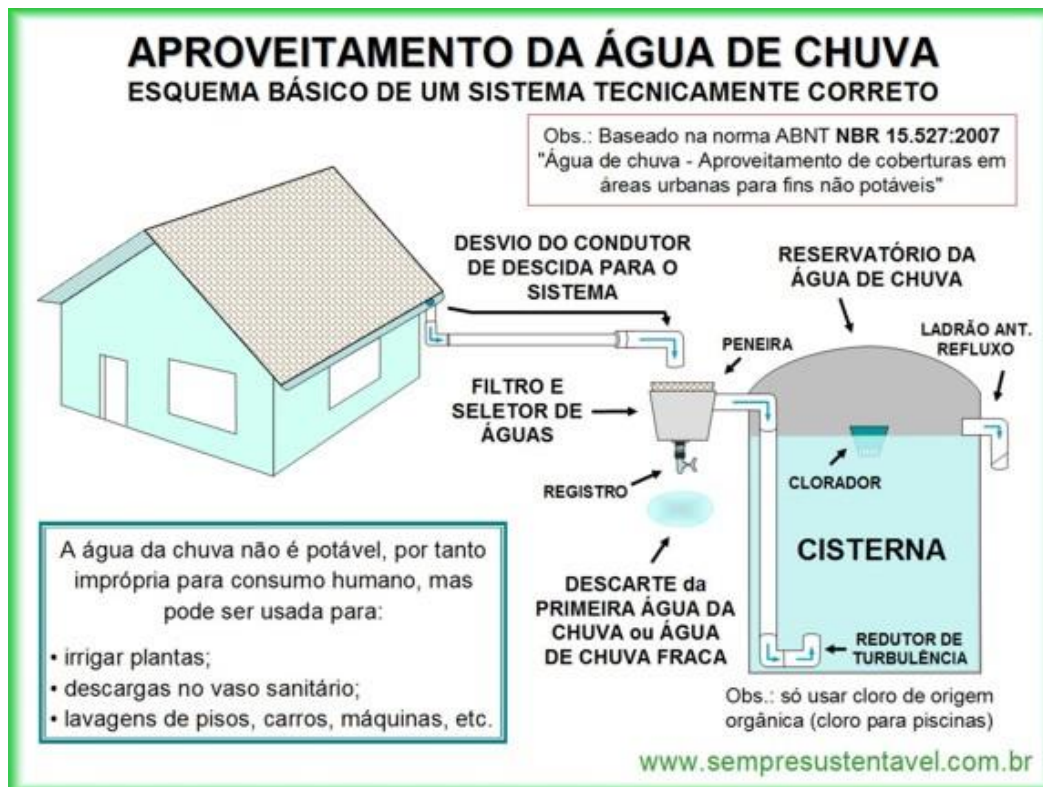 APROVEITAMENTO DA ÁGUA DE CHUVA
ESQUEMA BÁSICO DE UM SISTEMA TECNICAMENTE CORRETO
Obs.: Baseado na norma ABNT NBR 15.527:2007
"Água de chuva - Aproveitamento de coberturas em
áreas urbanas para fins não potáveis"
DESVIO DO CONDUTOR
DE DESCIDA PARA O
SISTEMA
RESERVATÓRIO DA
ÁGUA DE CHUVA
LADRÃO ANT.
REFLUXO
PENEIRA
FILTRO E
SELETOR DE
ÁGUAS
REGISTRO
CLORADOR
CISTERNA
DESCARTE da
PRIMEIRA ÁGUA DA
CHUVA ou ÁGUA
DE CHUVA FRACA
REDUTOR DE
TURBULÊNCIA
A água da chuva não é potável, por tanto
imprópria para consumo humano, mas
pode ser usada para:
• irrigar plantas;
• descargas no vaso sanitário;
• lavagens de pisos, carros, máquinas, etc.
Obs.: só usar cloro de origem
orgânica (cloro para piscinas)
www.sempresustentavel.com.br